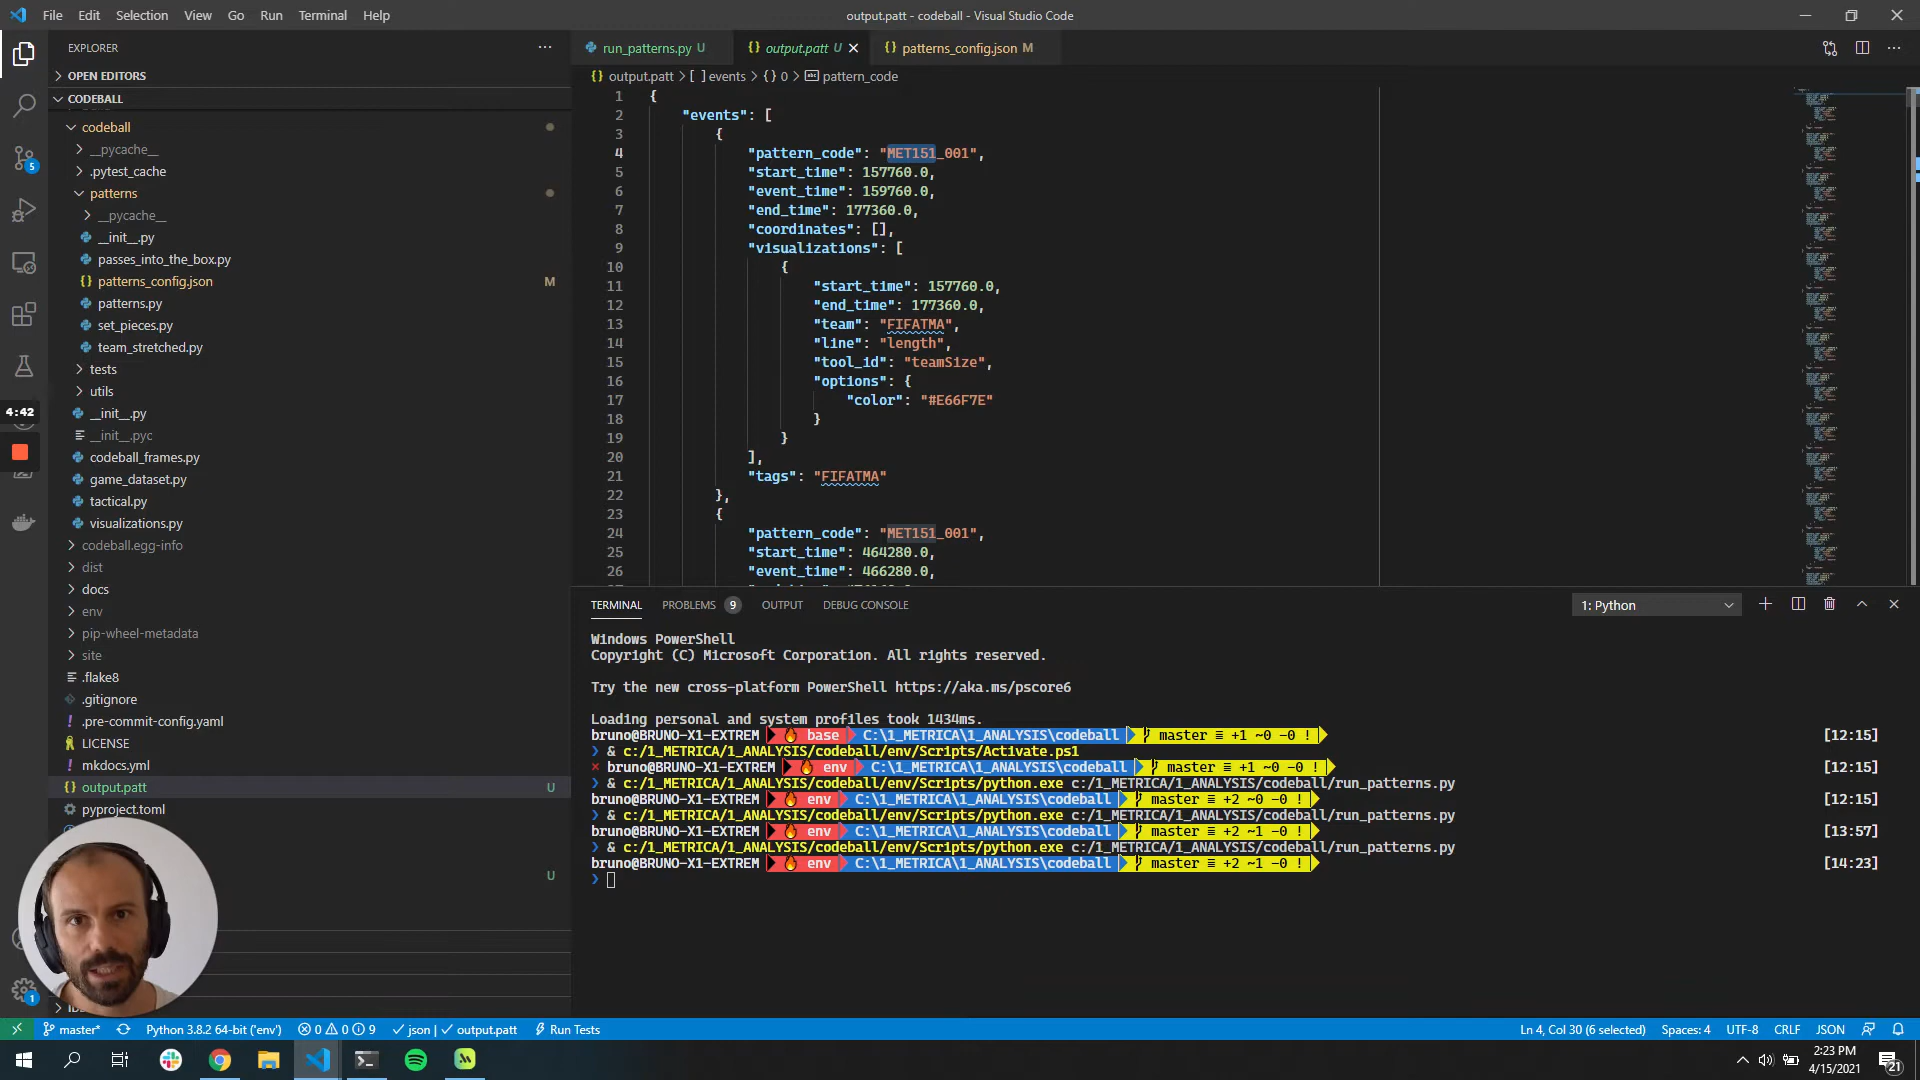 File Edit Selection View Go Run Terminal Help
output.patt - codeball - Visual Studio Code
EXPLORER
OPEN EDITORS
CODEBALL
codeball
__pycache__
.pytest_cache
patterns
__pycache__
__init__.py
passes_into_the_box.py
patterns_config.json M
patterns.py
set_pieces.py
team_stretched.py
tests
utils
__init__.py
__init__.pyc
codeball_frames.py
game_dataset.py
tactical.py
visualizations.py
codeball.egg-info
dist
docs
env
pip-wheel-metadata
site
.flake8
.gitignore
.pre-commit-config.yaml
LICENSE
mkdocs.yml
output.patt U
pyproject.toml
U
5
4:42
1
run_patterns.py U
output.patt U
patterns_config.json M
output.patt > [ ] events > {} 0 > pattern_code
1 {
2 "events": [
3 {
4 "pattern_code": "MET151_001",
5 "start_time": 157760.0,
6 "event_time": 159760.0,
7 "end_time": 177360.0,
8 "coordinates": [],
9 "visualizations": [
10 {
11 "start_time": 157760.0,
12 "end_time": 177360.0,
13 "team": "FIFATMA",
14 "line": "length",
15 "tool_id": "teamSize",
16 "options": {
17 "color": "#E66F7E"
18 }
19 }
20 ],
21 "tags": "FIFATMA"
22 },
23 {
24 "pattern_code": "MET151_001",
25 "start_time": 464280.0,
26 "event_time": 466280.0,
TERMINAL PROBLEMS 9 OUTPUT DEBUG CONSOLE
1: Python
Windows PowerShell
Copyright (C) Microsoft Corporation. All rights reserved.
Try the new cross-platform PowerShell https://aka.ms/pscore6
Loading personal and system profiles took 1434ms.
bruno@BRUNO-X1-EXTREM base C:\1_METRICA\1_ANALYSIS\codeball master ≡ +1 ~0 -0 ! [12:15]
❯ & c:/1_METRICA/1_ANALYSIS/codeball/env/Scripts/Activate.ps1
× bruno@BRUNO-X1-EXTREM env C:\1_METRICA\1_ANALYSIS\codeball master ≡ +1 ~0 -0 ! [12:15]
❯ & c:/1_METRICA/1_ANALYSIS/codeball/env/Scripts/python.exe c:/1_METRICA/1_ANALYSIS/codeball/run_patterns.py
bruno@BRUNO-X1-EXTREM env C:\1_METRICA\1_ANALYSIS\codeball master ≡ +2 ~0 -0 ! [12:15]
❯ & c:/1_METRICA/1_ANALYSIS/codeball/env/Scripts/python.exe c:/1_METRICA/1_ANALYSIS/codeball/run_patterns.py
bruno@BRUNO-X1-EXTREM env C:\1_METRICA\1_ANALYSIS\codeball master ≡ +2 ~1 -0 ! [13:57]
❯ & c:/1_METRICA/1_ANALYSIS/codeball/env/Scripts/python.exe c:/1_METRICA/1_ANALYSIS/codeball/run_patterns.py
bruno@BRUNO-X1-EXTREM env C:\1_METRICA\1_ANALYSIS\codeball master ≡ +2 ~1 -0 ! [14:23]
❯
master* Python 3.8.2 64-bit ('env') 0 0 9 json | output.patt Run Tests
Ln 4, Col 30 (6 selected) Spaces: 4 UTF-8 CRLF JSON
2:23 PM
4/15/2021
21